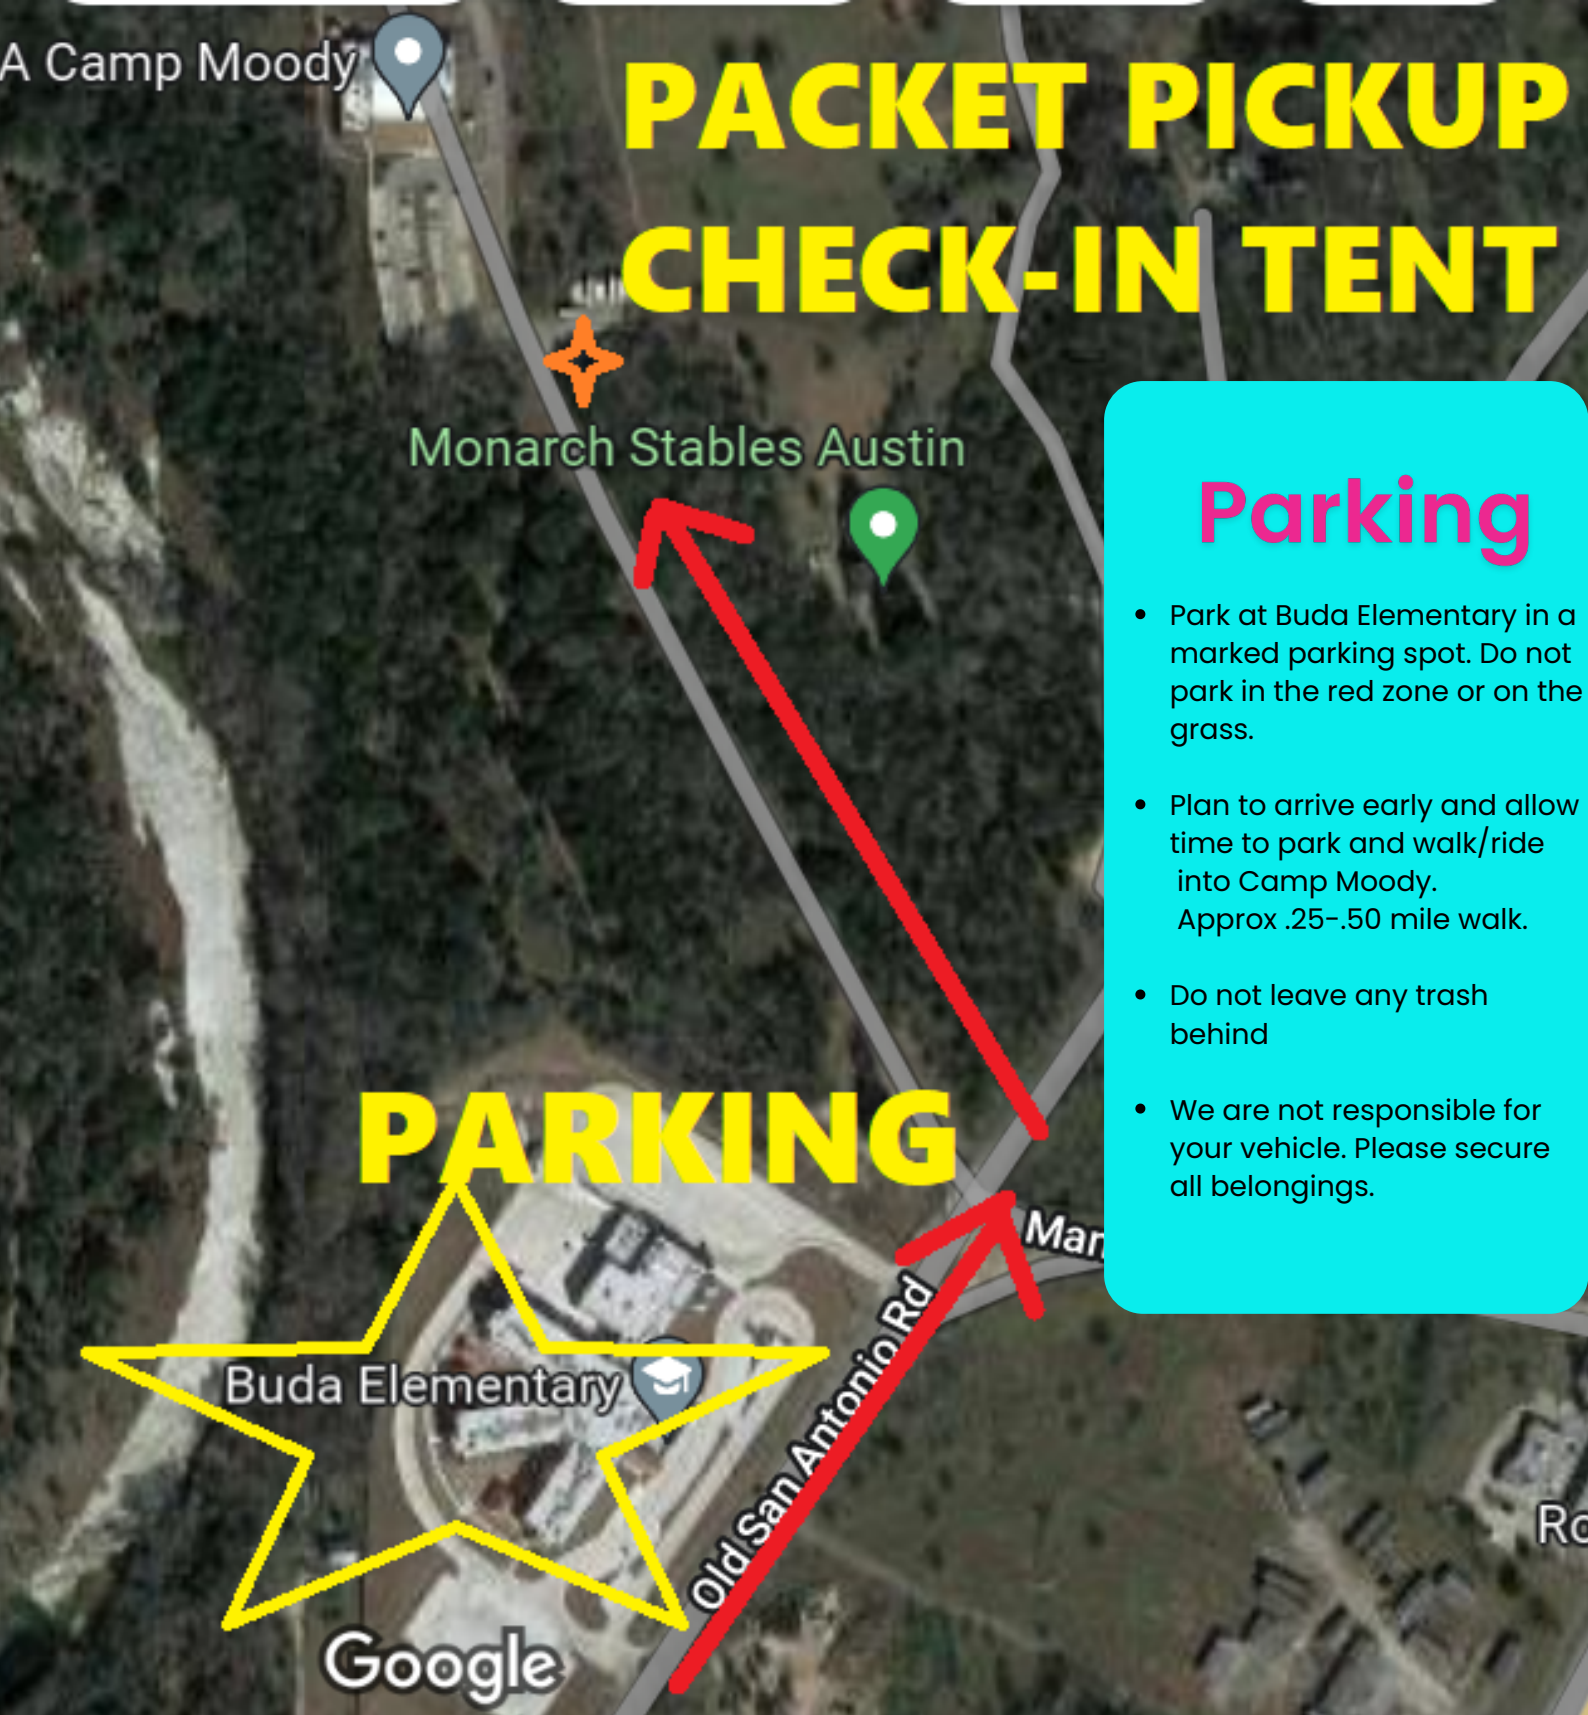 A Camp Moody
PACKET PICKUP
CHECK-IN TENT
Monarch Stables Austin
Parking
• Park at Buda Elementary in a
marked parking spot. Do not
park in the red zone or on the
grass.
• Plan to arrive early and allow
time to park and walk/ride
into Camp Moody.
Approx .25-.50 mile walk.
• Do not leave any trash
behind
• We are not responsible for
your vehicle. Please secure
all belongings.
PARKING
Man
Buda Elementary
Old San Antonio Rd
Ro
Google